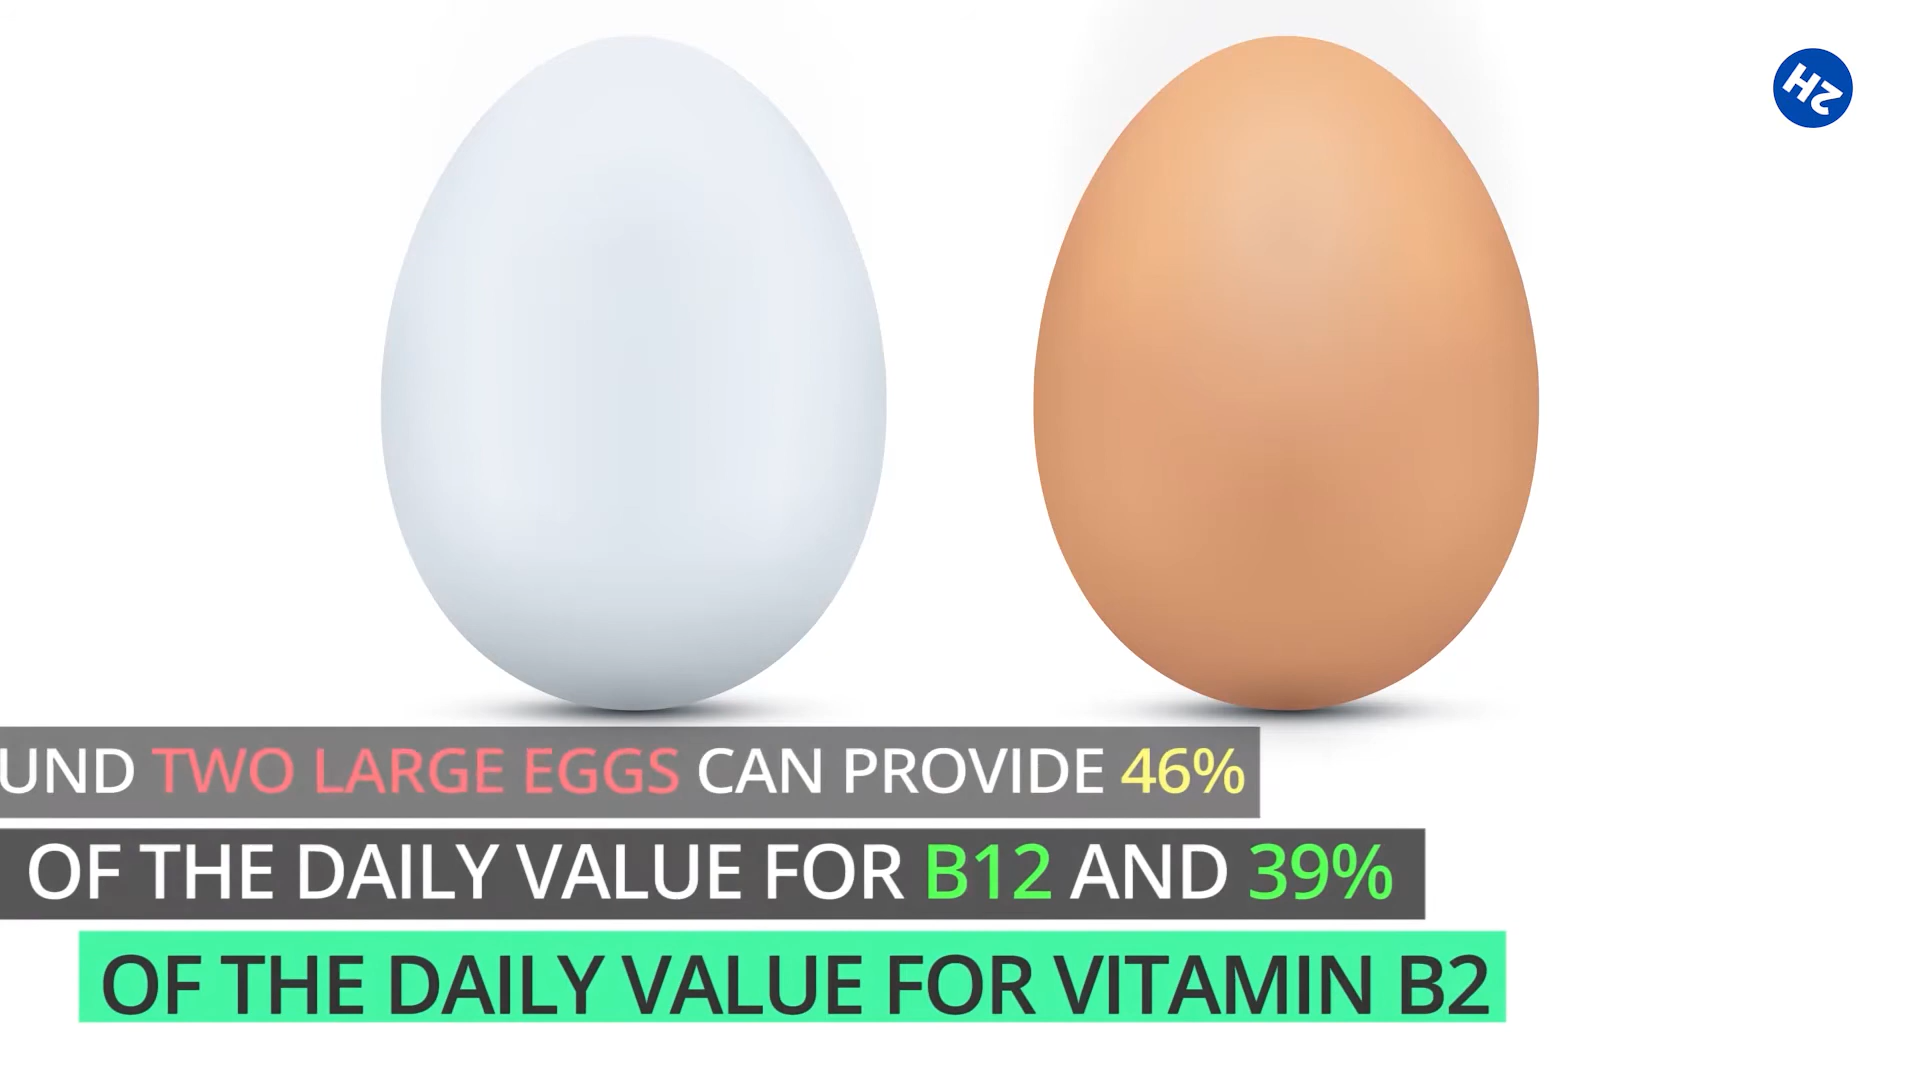 HZ
UND TWO LARGE EGGS CAN PROVIDE 46%
OF THE DAILY VALUE FOR B12 AND 39%
OF THE DAILY VALUE FOR VITAMIN B2